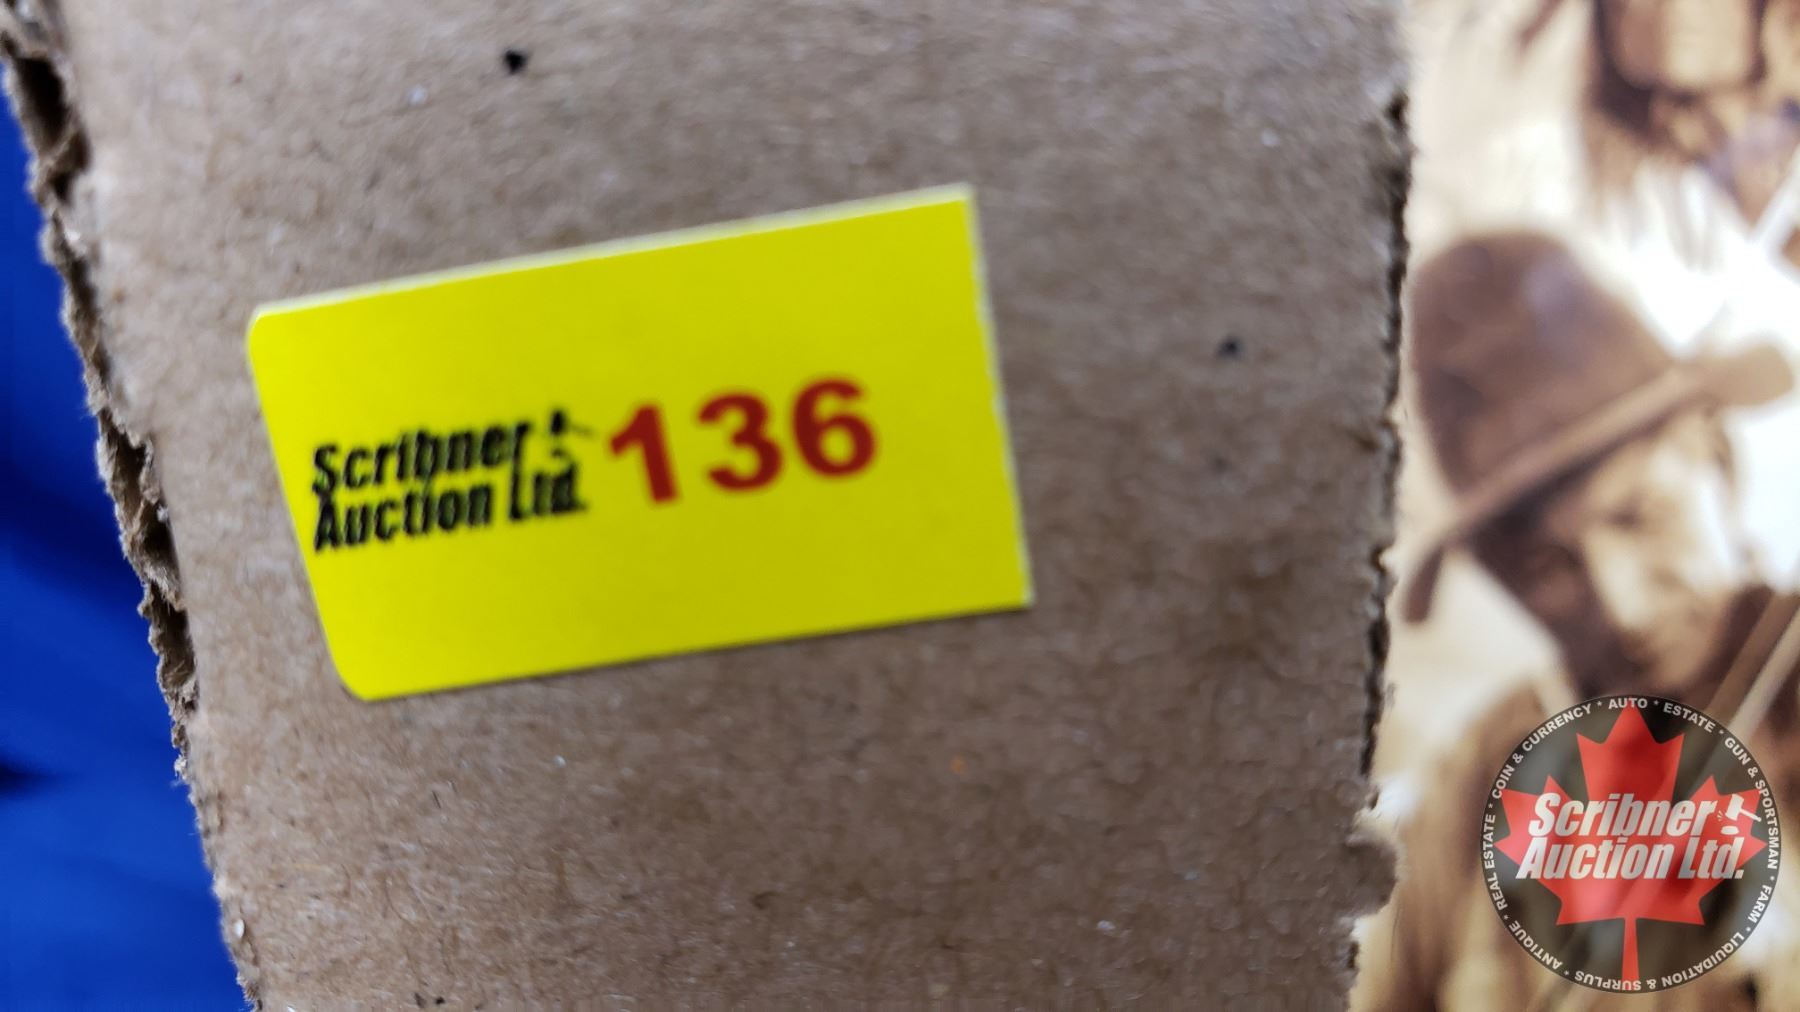 Scribner
Auction Ltd.
136
COIN & CURRENCY * AUTO * ESTATE * GUN & SPORTSMAN * FARM * LIQUIDATION & SURPLUS * ANTIQUE * REAL ESTATE *
Scribner
Auction Ltd.